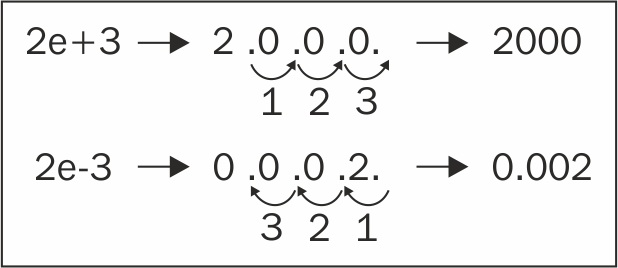 2e+3 → 2 .0 .0 .0. → 2000
1 2 3
2e-3 → 0 .0 .0 .2. → 0.002
3 2 1